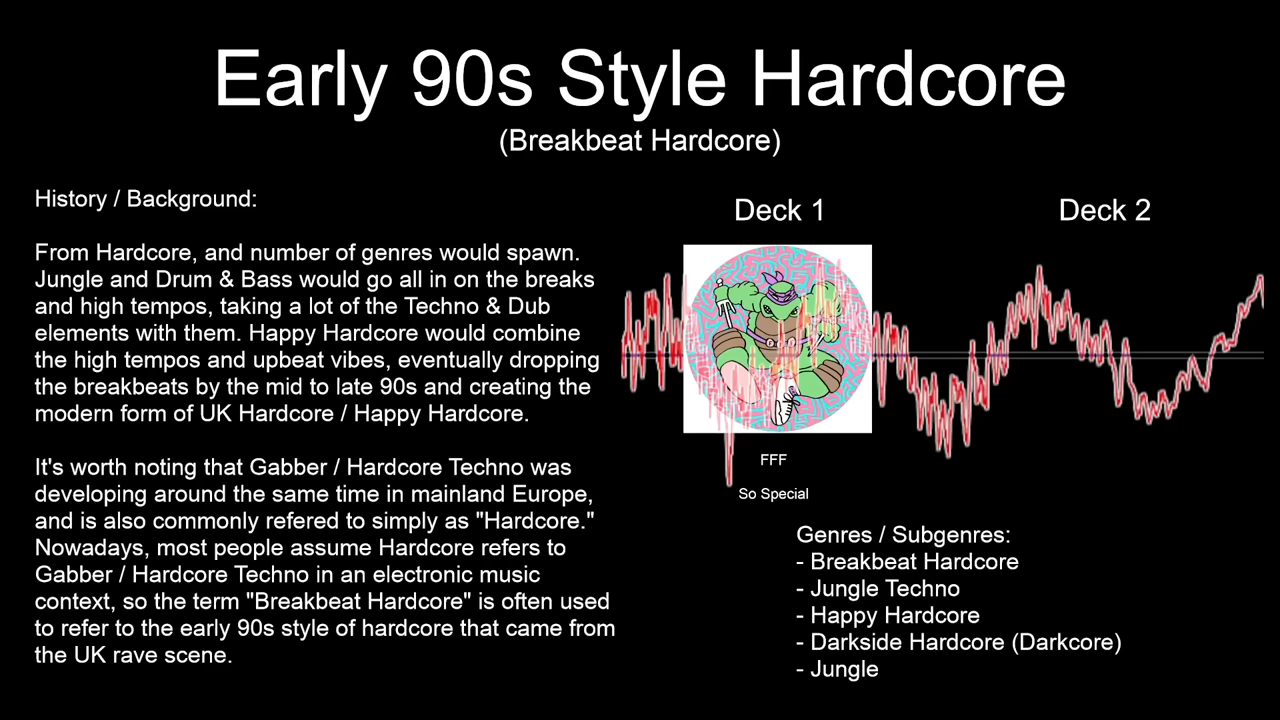 Early 90s Style Hardcore
(Breakbeat Hardcore)
History / Background:
From Hardcore, and number of genres would spawn.
Jungle and Drum & Bass would go all in on the breaks
and high tempos, taking a lot of the Techno & Dub
elements with them. Happy Hardcore would combine
the high tempos and upbeat vibes, eventually dropping
the breakbeats by the mid to late 90s and creating the
modern form of UK Hardcore / Happy Hardcore.
It's worth noting that Gabber / Hardcore Techno was
developing around the same time in mainland Europe,
and is also commonly refered to simply as "Hardcore."
Nowadays, most people assume Hardcore refers to
Gabber / Hardcore Techno in an electronic music
context, so the term "Breakbeat Hardcore" is often used
to refer to the early 90s style of hardcore that came from
the UK rave scene.
Deck 1
Deck 2
FFF
So Special
Genres / Subgenres:
- Breakbeat Hardcore
- Jungle Techno
- Happy Hardcore
- Darkside Hardcore (Darkcore)
- Jungle